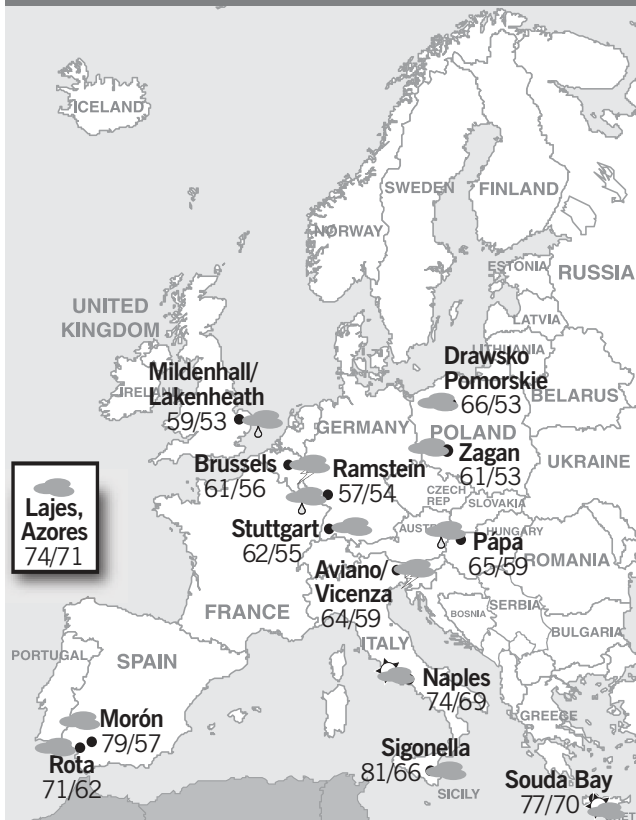 ICELAND
SWEDEN
FINLAND
NORWAY
ESTONIA
RUSSIA
LATVIA
LITHUANIA
UNITED
KINGDOM
IRELAND
Mildenhall/
Lakenheath
59/53
Drawsko
Pomorskie
66/53
BELARUS
GERMANY
POLAND
Zagan
61/53
UKRAINE
Brussels
61/56
Ramstein
57/54
CZECH
REP
SLOVAKIA
Lajes,
Azores
74/71
Stuttgart
62/55
HUNGARY
Pápa
65/59
ROMANIA
Aviano/
Vicenza
64/59
FRANCE
BOSNIA
SERBIA
BULGARIA
ITALY
PORTUGAL
SPAIN
Naples
74/69
GREECE
Morón
79/57
Rota
71/62
Sigonella
81/66
SICILY
Souda Bay
77/70